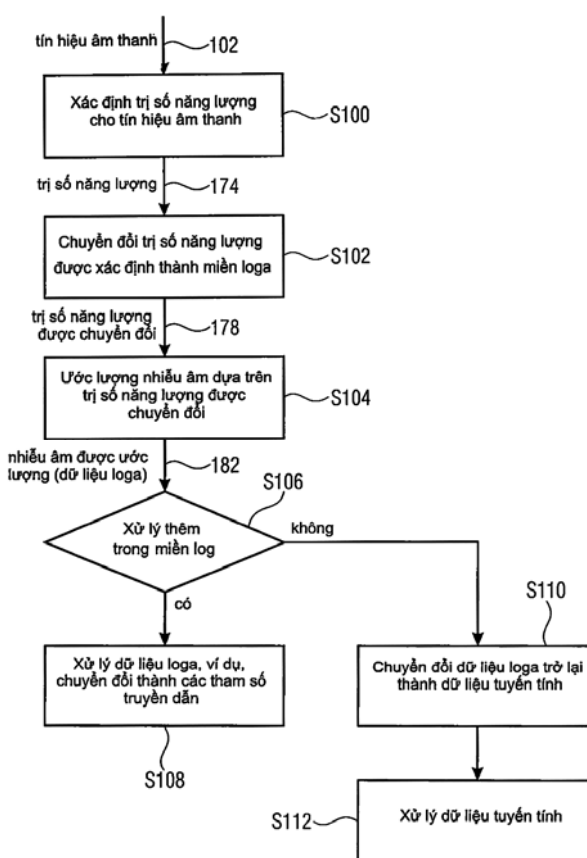 tín hiệu âm thanh
102
Xác định trị số năng lượng
cho tín hiệu âm thanh
S100
trị số năng lượng
174
Chuyển đổi trị số năng lượng
được xác định thành miền loga
S102
trị số năng lượng
được chuyển đổi
178
Ước lượng nhiễu âm dựa trên
trị số năng lượng được
chuyển đổi
S104
nhiễu âm được ước
lượng (dữ liệu loga)
182
S106
Xử lý thêm
trong miền log
không
có
S110
Xử lý dữ liệu loga, ví dụ,
chuyển đổi thành các tham số
truyền dẫn
S108
Chuyển đổi dữ liệu loga trở lại
thành dữ liệu tuyến tính
S112
Xử lý dữ liệu tuyến tính